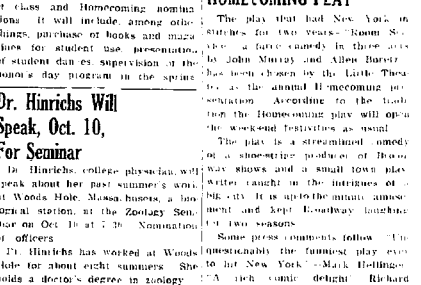 of class and Homecoming nomina
tions. It will include, among othe
things, purchase of books and maga
zines for student use, presentation
of student dances, supervision of the
honor's day program in the spring
Dr. Hinrichs Will
Speak, Oct. 10,
For Seminar
Dr. Hinrichs, college physician, will
speak about her past summer's work
at Woods Hole, Massachusetts, a bio
logical station, at the Zoology Sem
inar on Oct. 10 at 7:30. Nomination
of officers
Dr. Hinrichs has worked at Woods
Hole for about eight summers. She
holds a doctor's degree in zoology
HOMECOMING PLAY
The play that had New York in
stitches for two years—"Room Ser
vice," a farce comedy in three acts
by John Murray and Allen Boretz
has been chosen by the Little Thea
ter as the annual Homecoming pre
sentation. According to the tradi
tion the Homecoming play will open
the week-end festivities as usual
The play is a streamlined comedy
of a shoe-string producer of Broad
way shows and a small town play
writer caught in the intrigues of a
big city. It is up to the minute amuse
ment and kept Broadway laughing
for two seasons
Some press comments follow. "Un
questionably the funniest play ever
to hit New York"—Mark Hellinger
"A rich comic delight" Richard